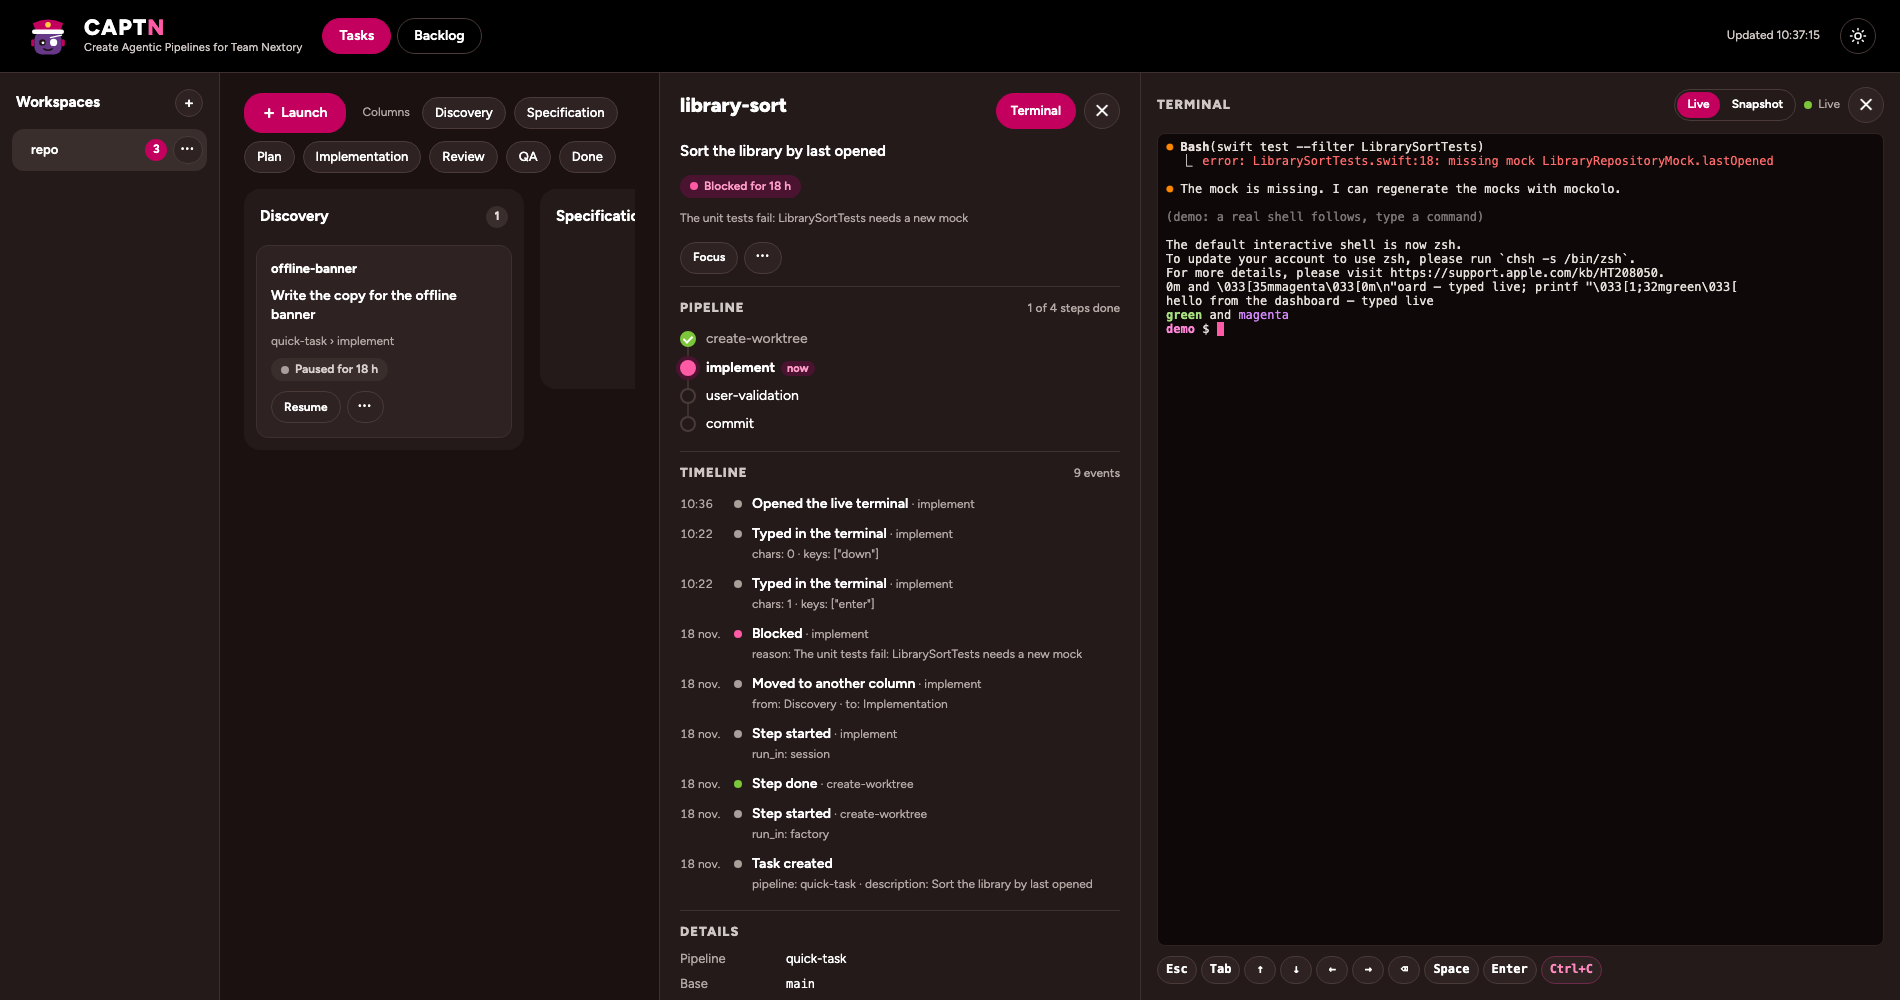 CAPTN
Create Agentic Pipelines for Team Nextory
Tasks
Backlog
Updated 10:37:15
Workspaces
+
repo
3
···
+ Launch
Columns
Discovery
Specification
Plan
Implementation
Review
QA
Done
Discovery
1
offline-banner
Write the copy for the offline
banner
quick-task › implement
Paused for 18 h
Resume
···
Specificatio
library-sort
Terminal
Sort the library by last opened
Blocked for 18 h
The unit tests fail: LibrarySortTests needs a new mock
Focus
···
PIPELINE
1 of 4 steps done
create-worktree
implement now
user-validation
commit
TIMELINE
9 events
10:36 Opened the live terminal · implement
10:22 Typed in the terminal · implement
chars: 0 · keys: ["down"]
10:22 Typed in the terminal · implement
chars: 1 · keys: ["enter"]
18 nov. Blocked · implement
reason: The unit tests fail: LibrarySortTests needs a new mock
18 nov. Moved to another column · implement
from: Discovery · to: Implementation
18 nov. Step started · implement
run_in: session
18 nov. Step done · create-worktree
18 nov. Step started · create-worktree
run_in: factory
18 nov. Task created
pipeline: quick-task · description: Sort the library by last opened
DETAILS
Pipeline quick-task
Base main
TERMINAL
Live
Snapshot
Live
Bash(swift test --filter LibrarySortTests)
error: LibrarySortTests.swift:18: missing mock LibraryRepositoryMock.lastOpened
The mock is missing. I can regenerate the mocks with mockolo.
(demo: a real shell follows, type a command)
The default interactive shell is now zsh.
To update your account to use zsh, please run `chsh -s /bin/zsh`.
For more details, please visit https://support.apple.com/kb/HT208050.
0m and \033[35mmagenta\033[0m\n"oard — typed live; printf "\033[1;32mgreen\033[
hello from the dashboard — typed live
green and magenta
demo $
Esc
Tab
↑
↓
←
→
⌫
Space
Enter
Ctrl+C